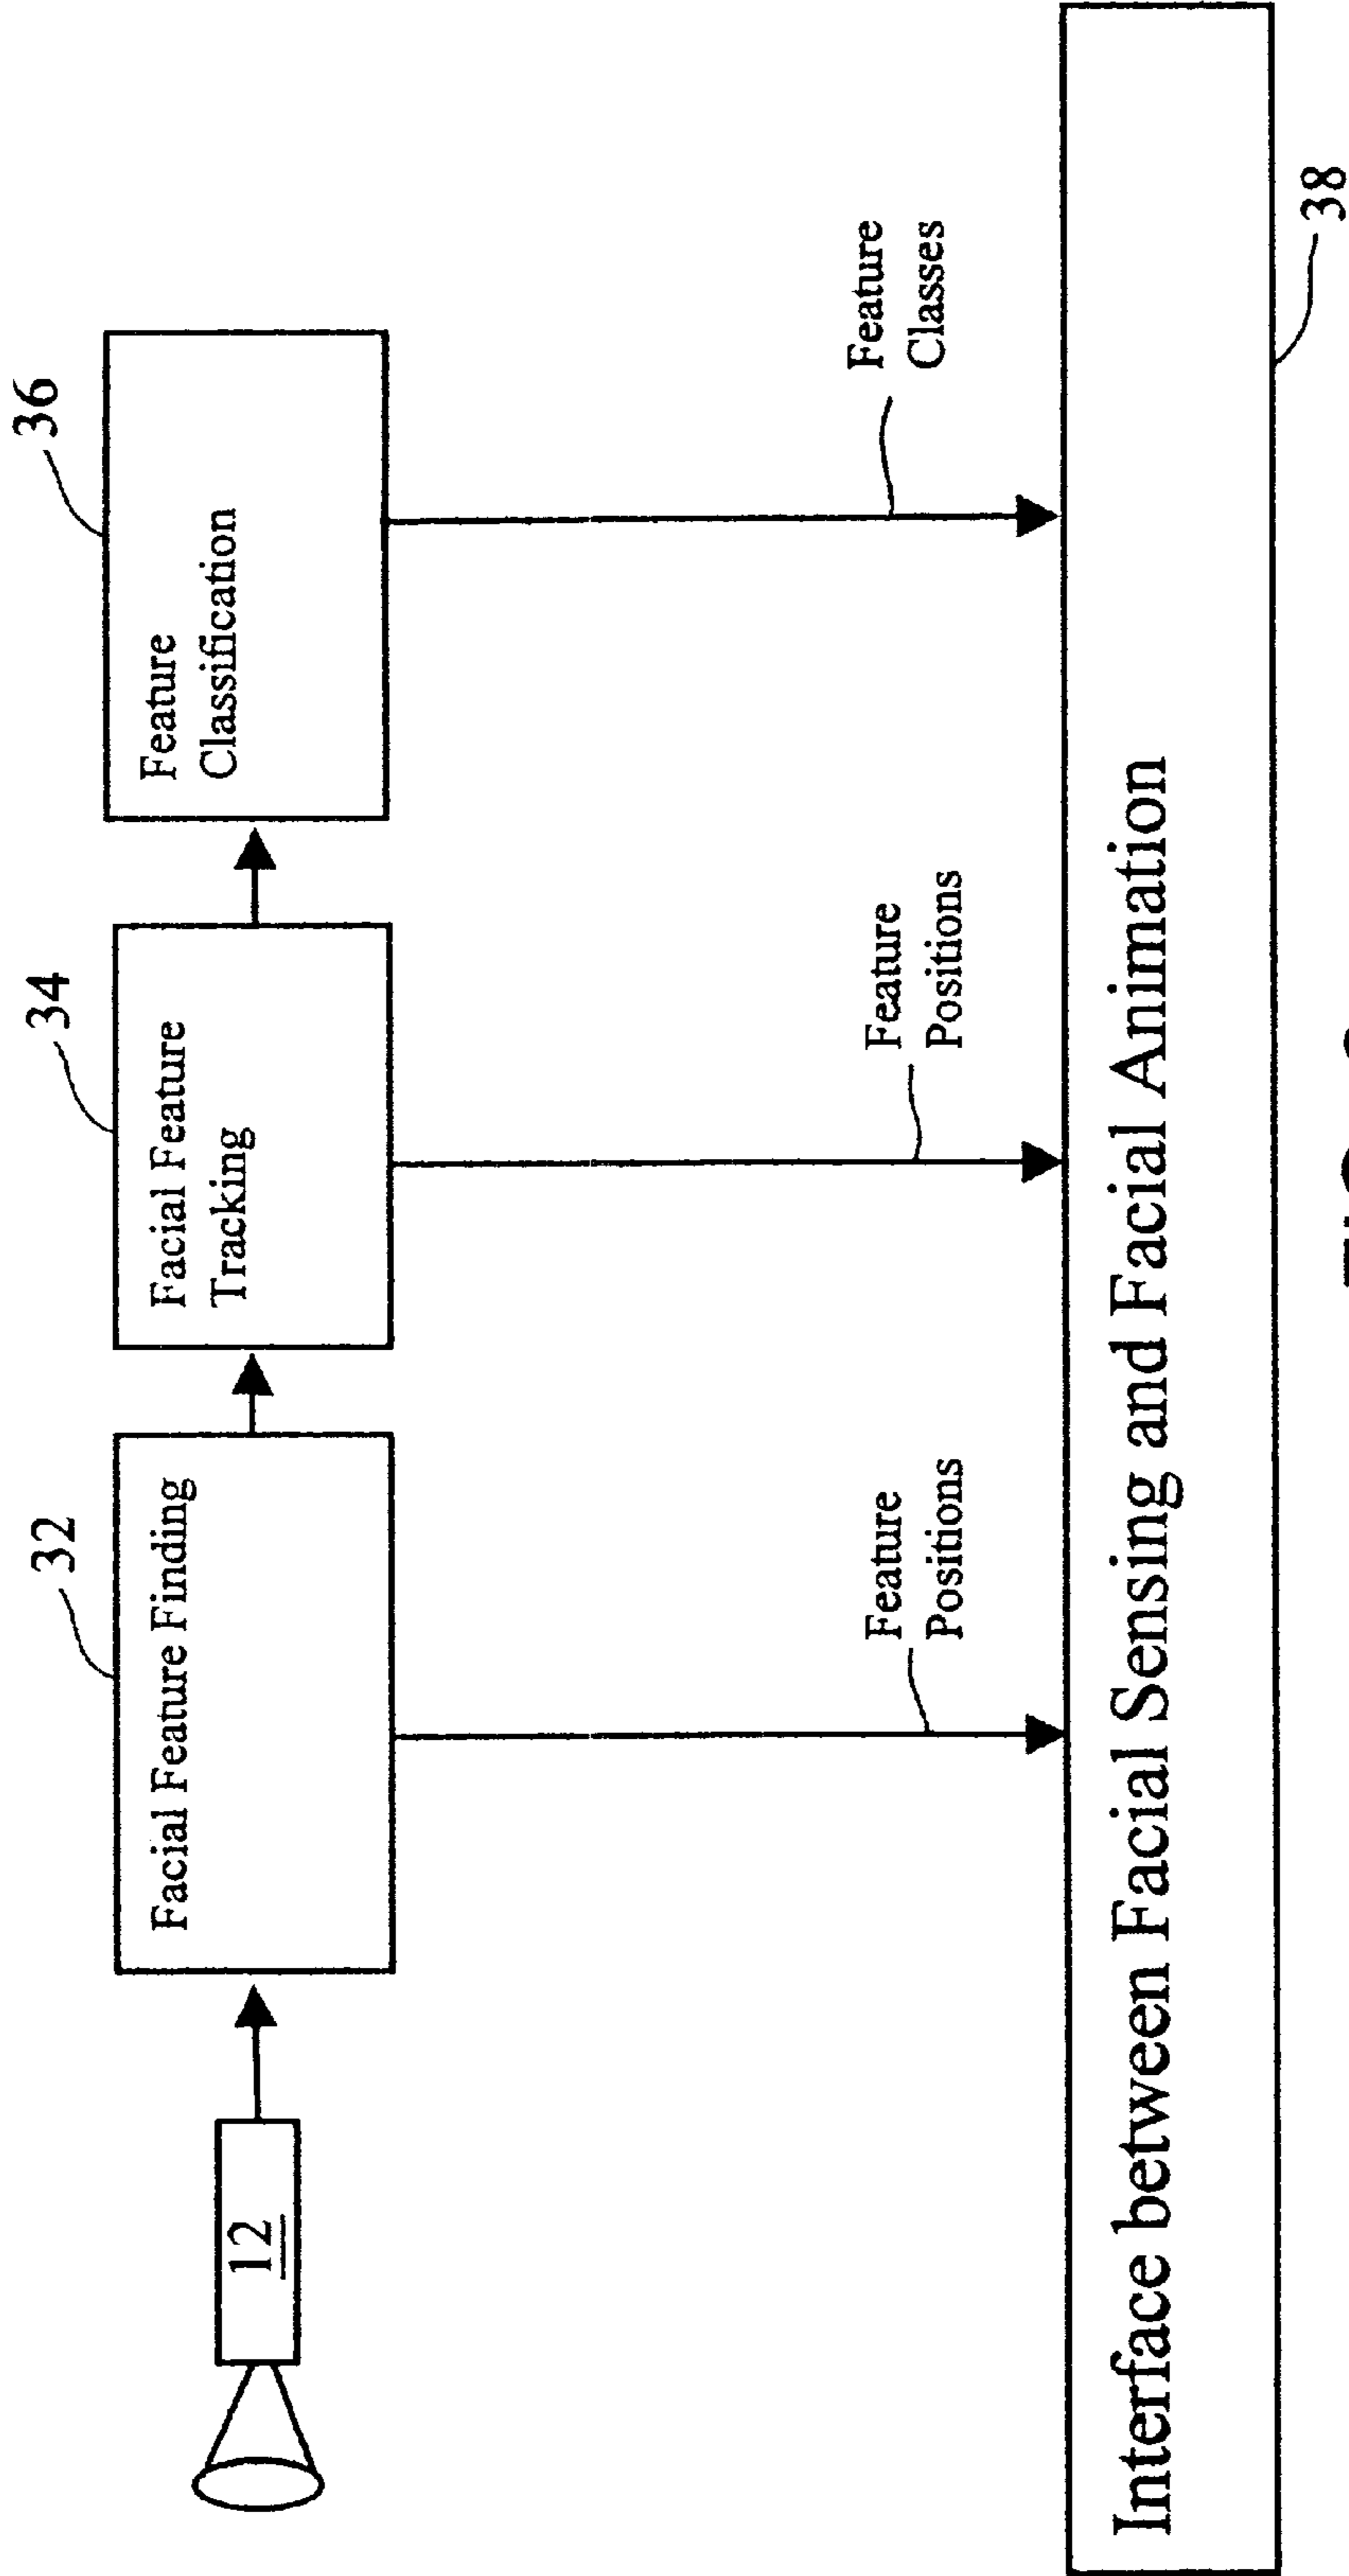 36
34
32
12
Facial Feature Finding
Facial Feature
Tracking
Feature
Classification
Feature
Positions
Feature
Positions
Feature
Classes
Interface between Facial Sensing and Facial Animation
38